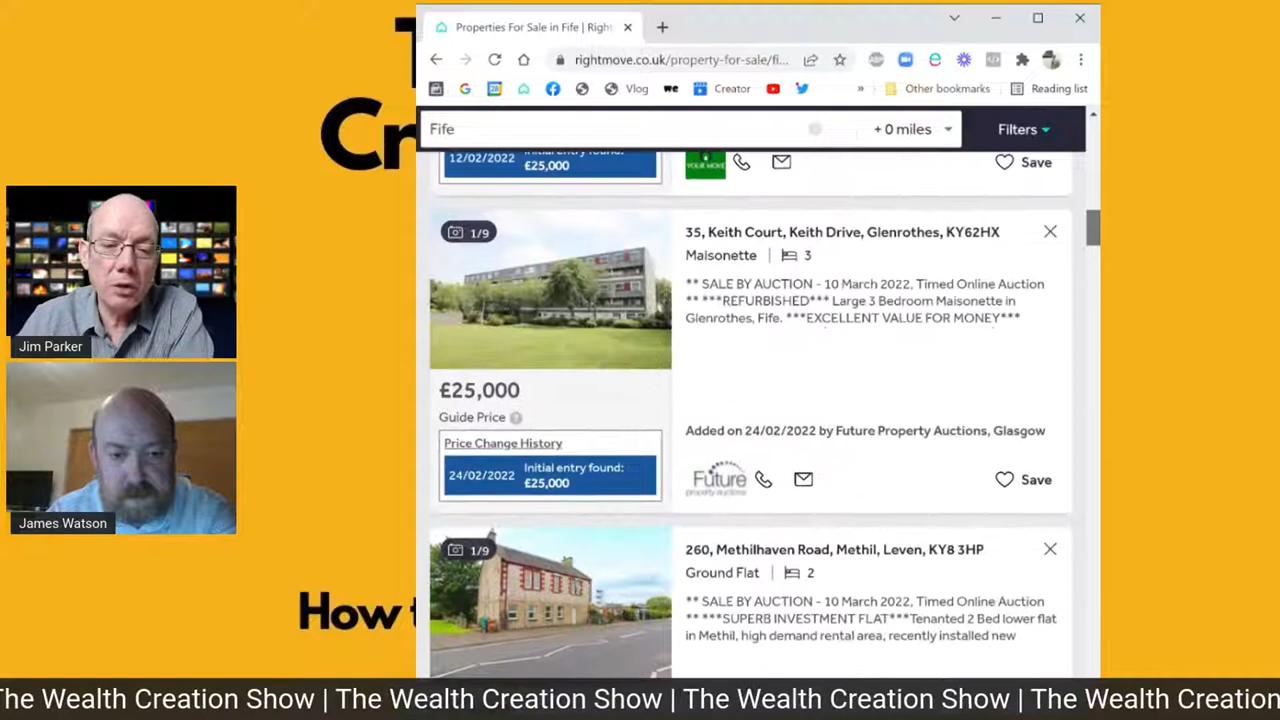 T
Cr
How t
Properties For Sale in Fife | Right
rightmove.co.uk/property-for-sale/fi...
Vlog
we
Creator
»
Other bookmarks
Reading list
Fife
+ 0 miles
Filters
12/02/2022
Initial entry found:
£25,000
YOUR MOVE
Save
1/9
35, Keith Court, Keith Drive, Glenrothes, KY62HX
Maisonette | 3
** SALE BY AUCTION - 10 March 2022, Timed Online Auction
** ***REFURBISHED*** Large 3 Bedroom Maisonette in
Glenrothes, Fife. ***EXCELLENT VALUE FOR MONEY***
£25,000
Guide Price
Price Change History
24/02/2022
Initial entry found:
£25,000
Added on 24/02/2022 by Future Property Auctions, Glasgow
Future
property auctions
Save
1/9
260, Methilhaven Road, Methil, Leven, KY8 3HP
Ground Flat | 2
** SALE BY AUCTION - 10 March 2022, Timed Online Auction
** ***SUPERB INVESTMENT FLAT***Tenanted 2 Bed lower flat
in Methil, high demand rental area, recently installed new
Jim Parker
James Watson
The Wealth Creation Show | The Wealth Creation Show | The Wealth Creation Show | The Wealth Creation